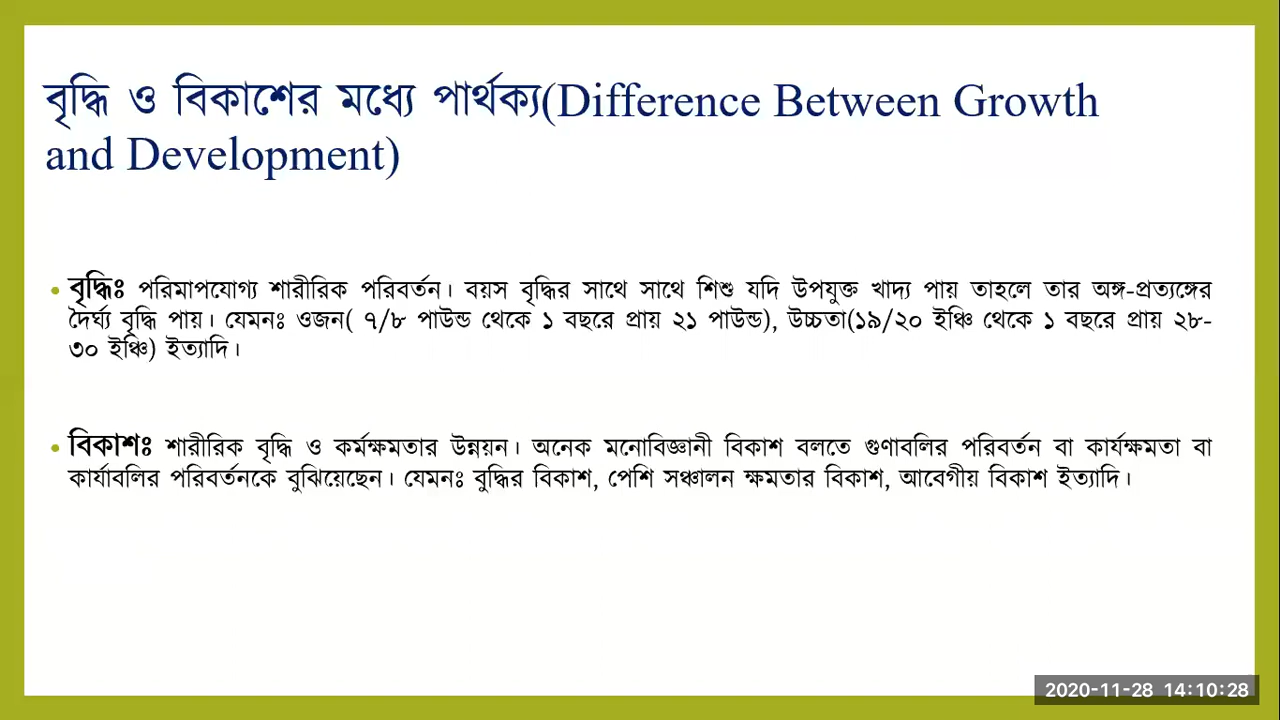 বৃদ্ধি ও বিকাশের মধ্যে পার্থক্য(Difference Between Growth
and Development)
• বৃদ্ধিঃ পরিমাপযোগ্য শারীরিক পরিবর্তন। বয়স বৃদ্ধির সাথে সাথে শিশু যদি উপযুক্ত খাদ্য পায় তাহলে তার অঙ্গ-প্রত্যঙ্গের
দৈর্ঘ্য বৃদ্ধি পায়। যেমনঃ ওজন( ৭/৮ পাউন্ড থেকে ১ বছরে প্রায় ২১ পাউন্ড), উচ্চতা(১৯/২০ ইঞ্চি থেকে ১ বছরে প্রায় ২৮-
৩০ ইঞ্চি) ইত্যাদি।
• বিকাশঃ শারীরিক বৃদ্ধি ও কর্মক্ষমতার উন্নয়ন। অনেক মনোবিজ্ঞানী বিকাশ বলতে গুণাবলির পরিবর্তন বা কার্যক্ষমতা বা
কার্যাবলির পরিবর্তনকে বুঝিয়েছেন। যেমনঃ বুদ্ধির বিকাশ, পেশি সঞ্চালন ক্ষমতার বিকাশ, আবেগীয় বিকাশ ইত্যাদি।
2020-11-28 14:10:28